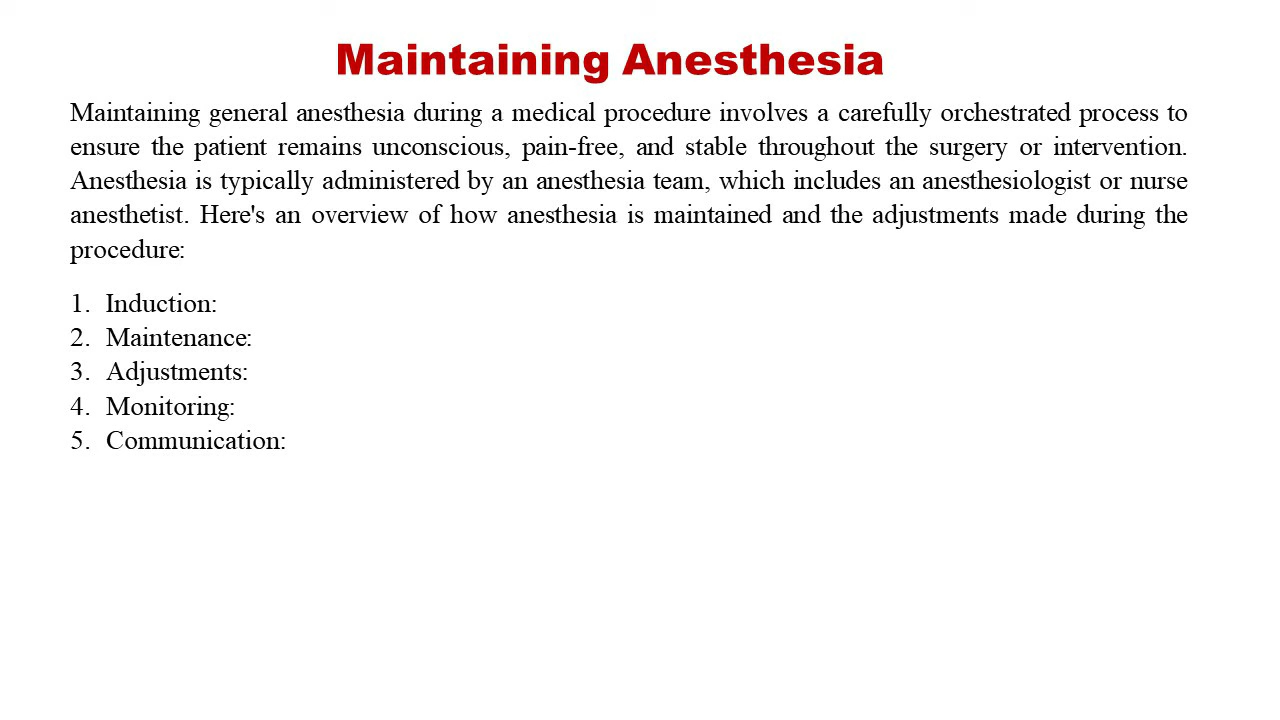 Maintaining Anesthesia
Maintaining general anesthesia during a medical procedure involves a carefully orchestrated process to
ensure the patient remains unconscious, pain-free, and stable throughout the surgery or intervention.
Anesthesia is typically administered by an anesthesia team, which includes an anesthesiologist or nurse
anesthetist. Here's an overview of how anesthesia is maintained and the adjustments made during the
procedure:
1. Induction:
2. Maintenance:
3. Adjustments:
4. Monitoring:
5. Communication: